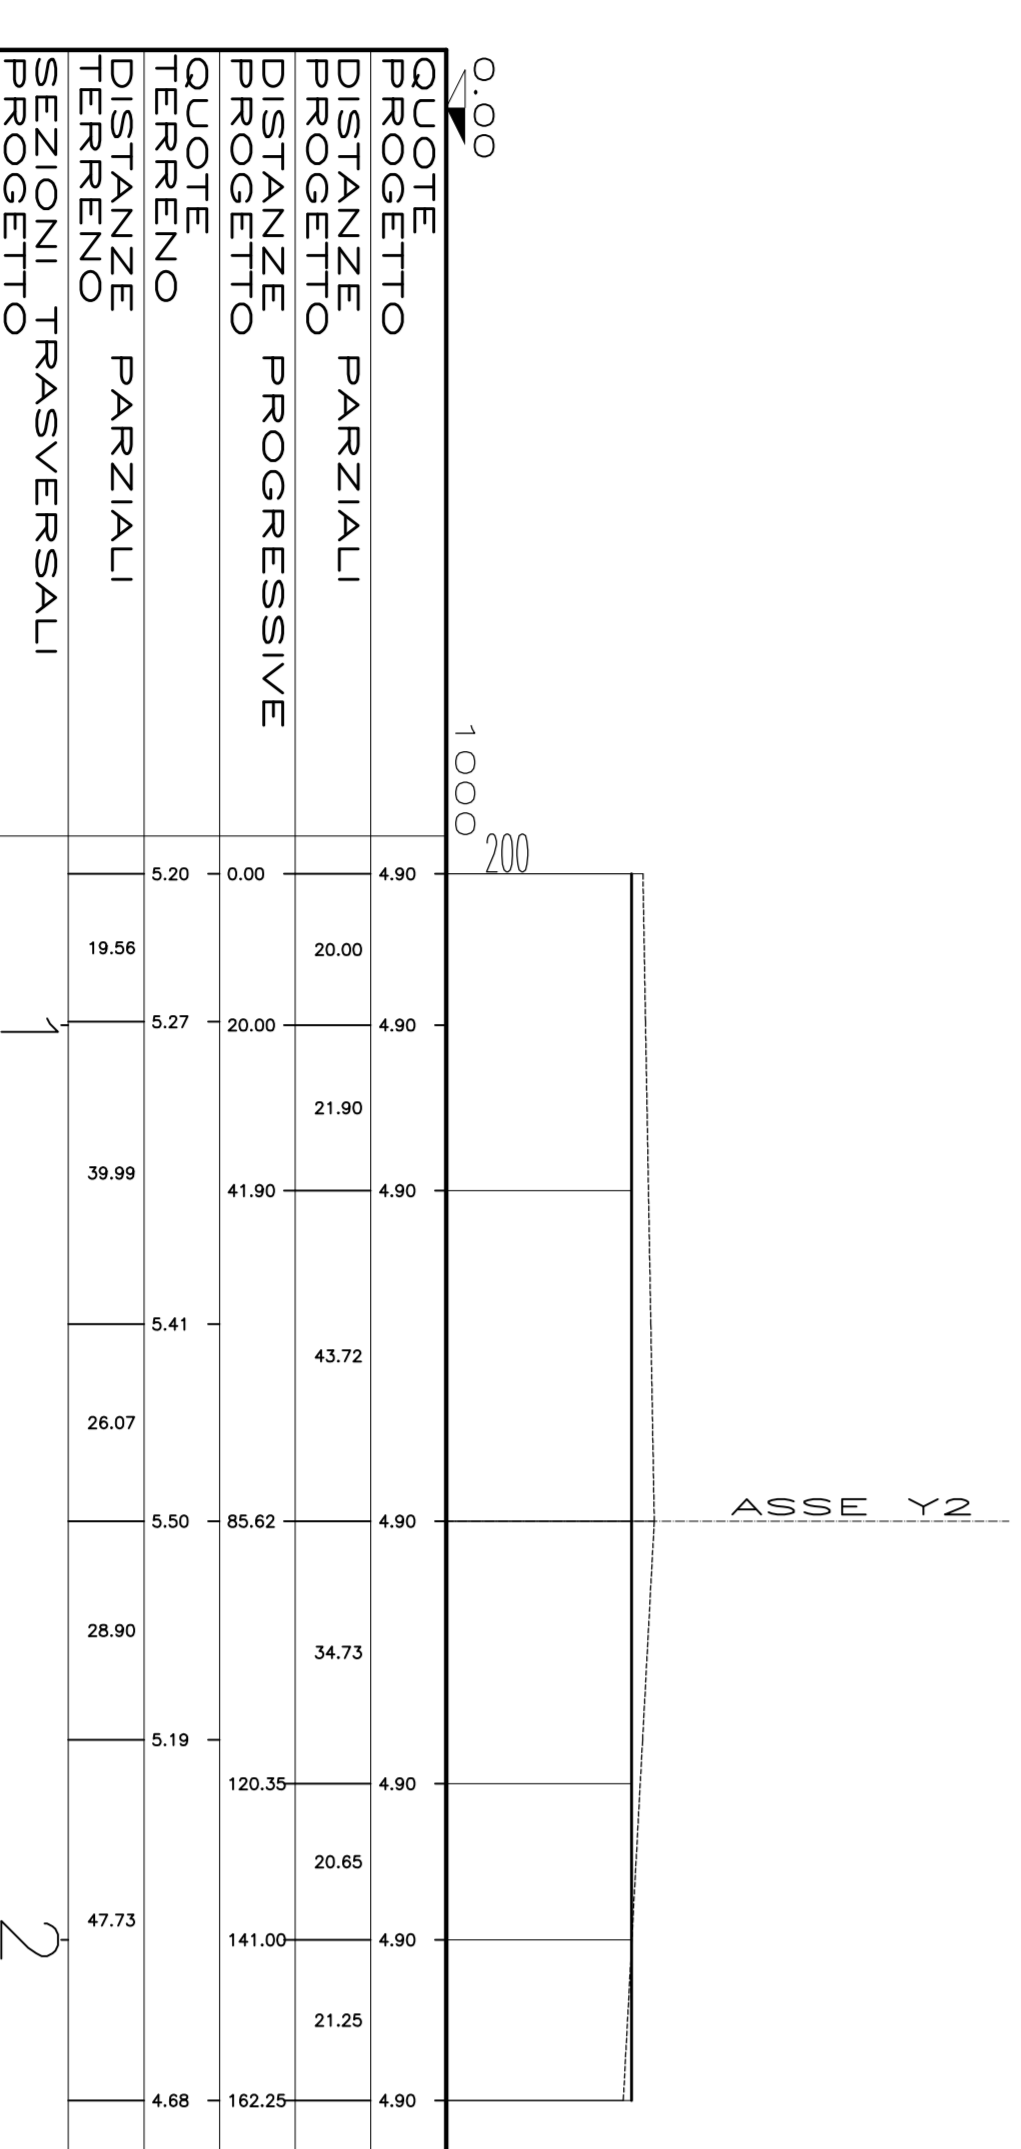 0.00
1000
200
ASSE Y2
QUOTE
PROGETTO
4.90 4.90 4.90 4.90 4.90 4.90 4.90
DISTANZE PARZIALI
PROGETTO
20.00 21.90 43.72 34.73 20.65 21.25
DISTANZE PROGRESSIVE
PROGETTO
0.00 20.00 41.90 85.62 120.35 141.00 162.25
QUOTE
TERRENO
5.20 5.27 5.41 5.50 5.19 4.68
DISTANZE PARZIALI
TERRENO
19.56 39.99 26.07 28.90 47.73
SEZIONI TRASVERSALI
PROGETTO
1 2